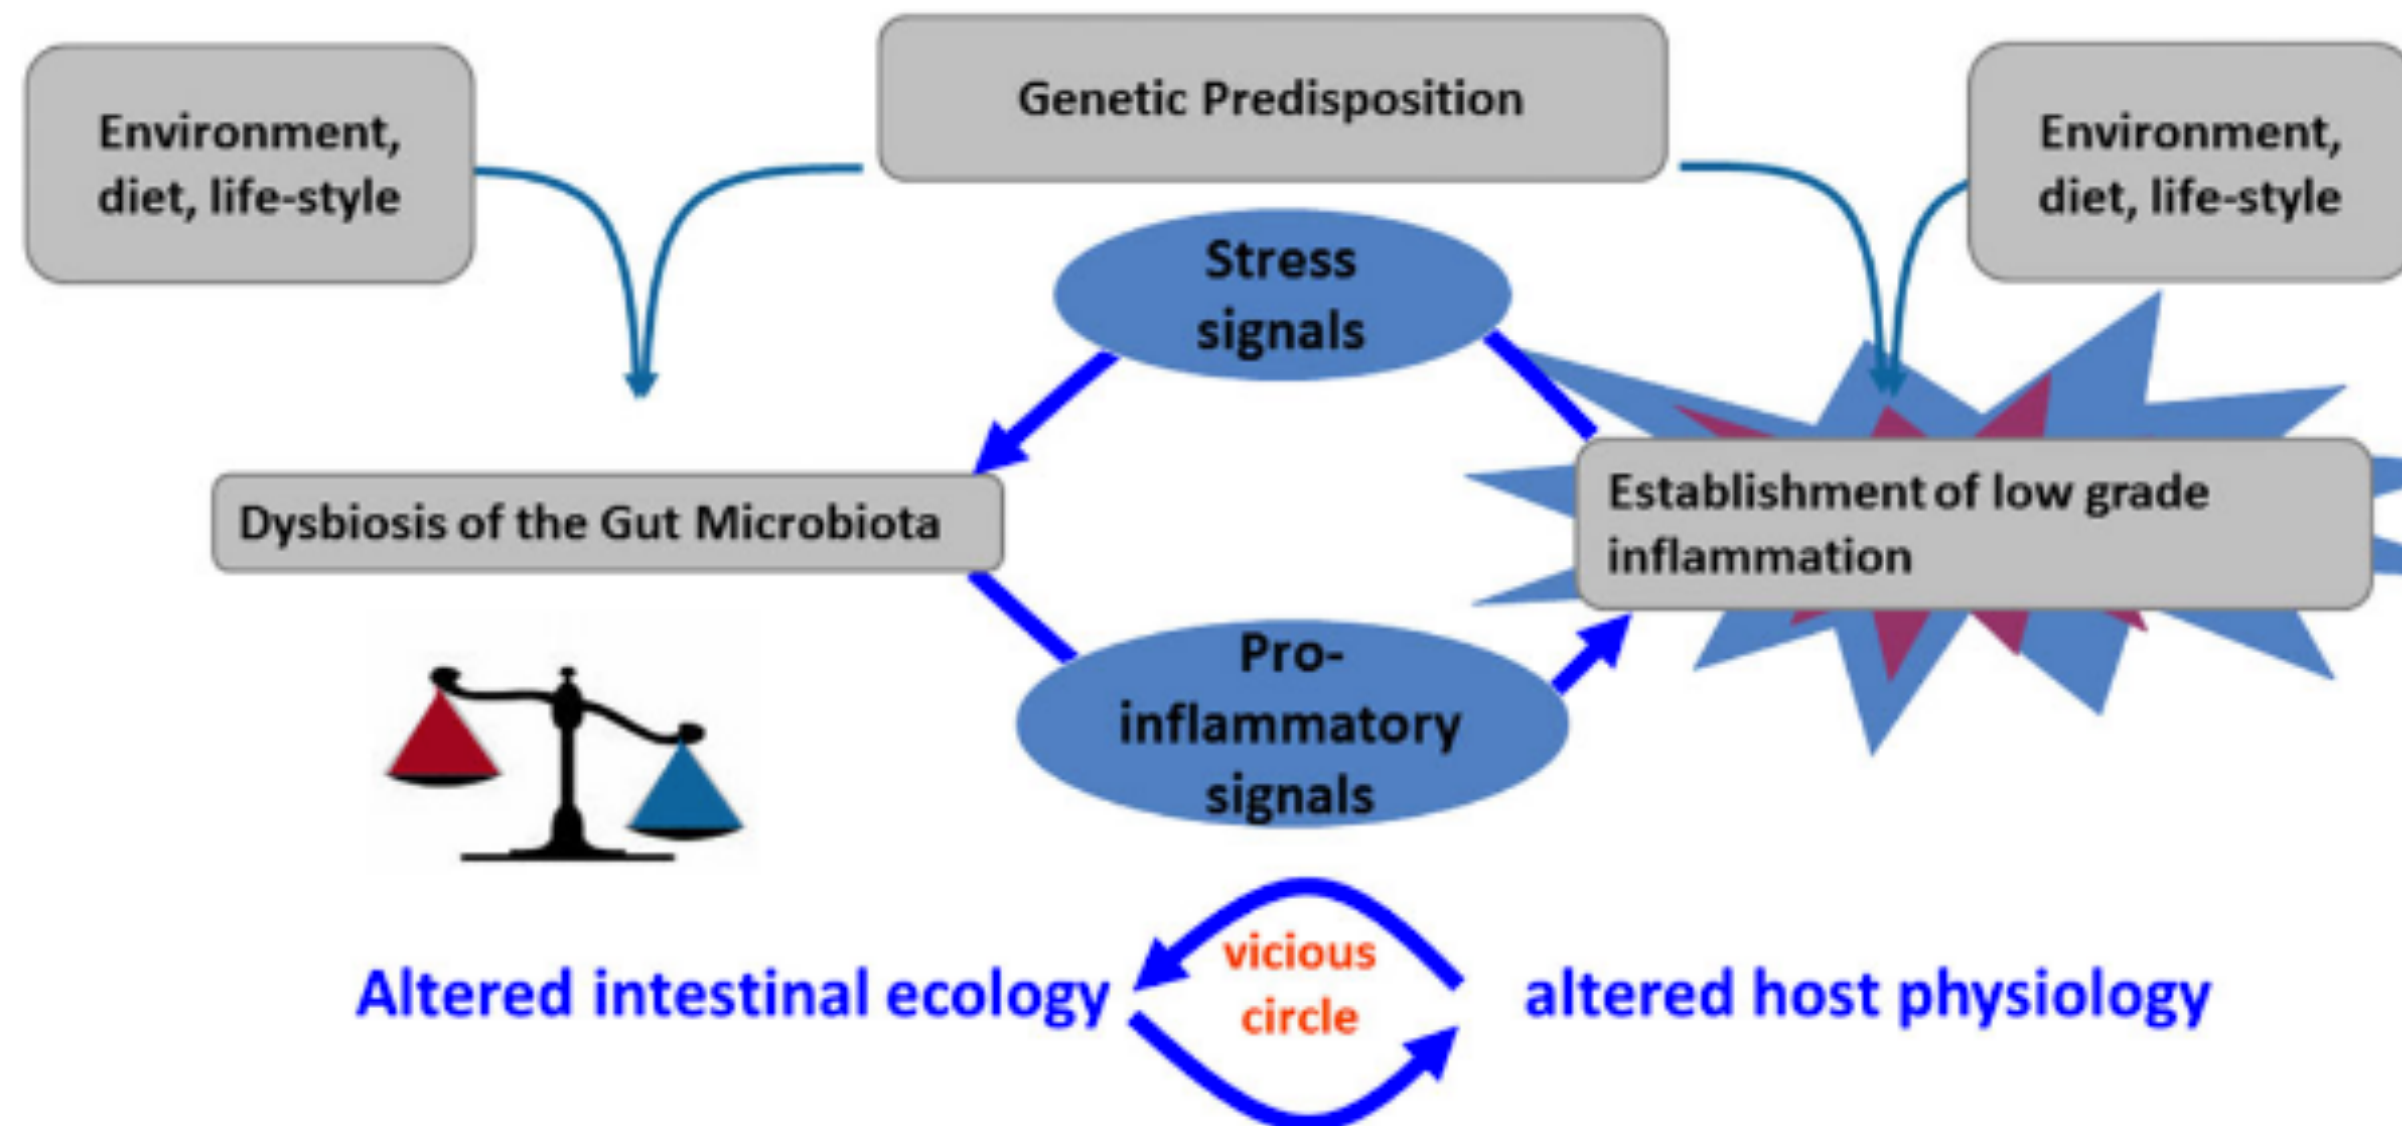 Genetic Predisposition
Environment,
diet, life-style
Environment,
diet, life-style
Stress
signals
Dysbiosis of the Gut Microbiota
Establishment of low grade
inflammation
Pro-
inflammatory
signals
vicious
circle
Altered intestinal ecology
altered host physiology